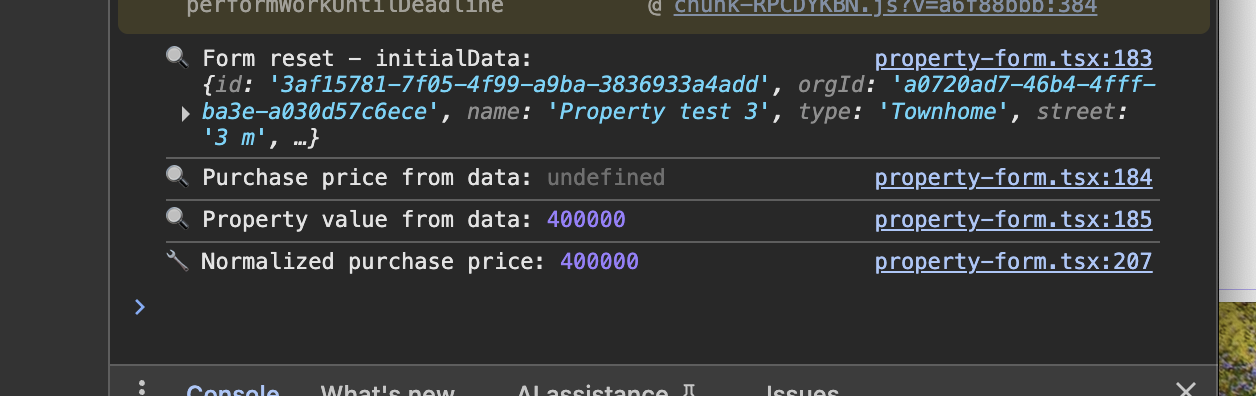 performWorkUntilDeadline @ chunk-RPCDYKBN.js?v=a6f88bbb:384
Form reset – initialData: property-form.tsx:183
{id: '3af15781-7f05-4f99-a9ba-3836933a4add', orgId: 'a0720ad7-46b4-4fff-
ba3e-a030d57c6ece', name: 'Property test 3', type: 'Townhome', street:
'3 m', …}
Purchase price from data: undefined property-form.tsx:184
Property value from data: 400000 property-form.tsx:185
Normalized purchase price: 400000 property-form.tsx:207
Console What's new AI assistance Issues